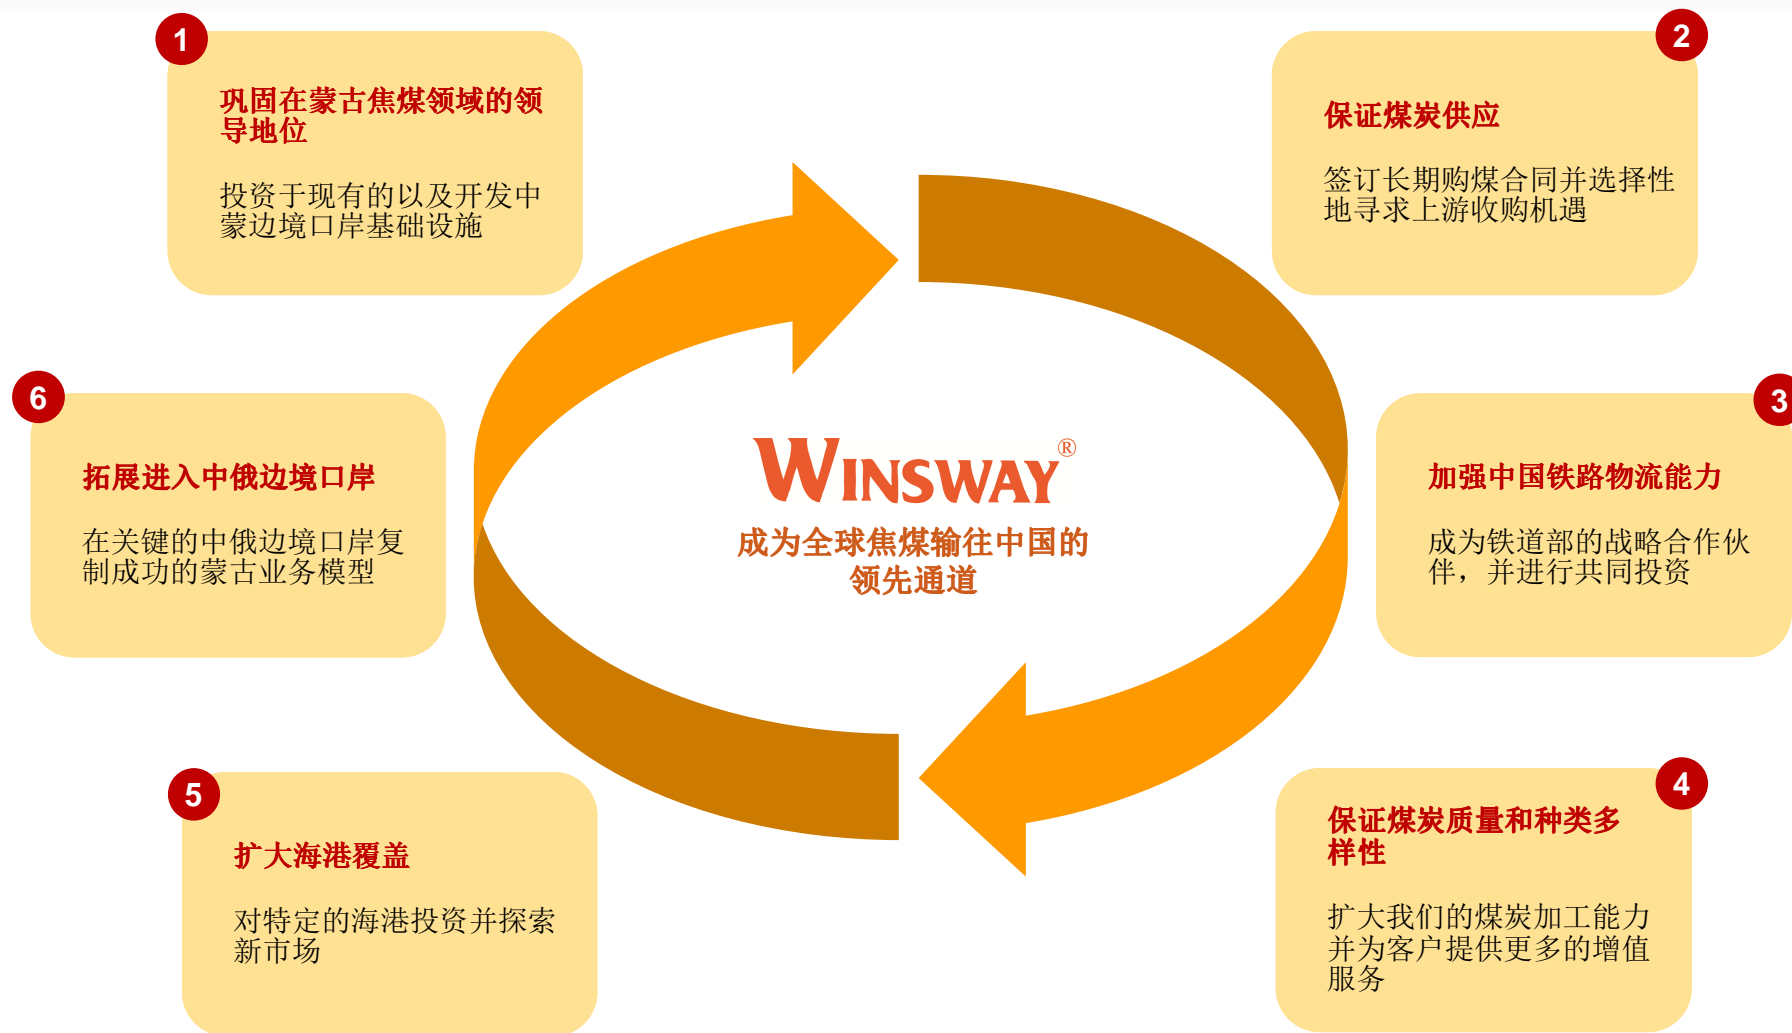 1
巩固在蒙古焦煤领域的领
导地位
投资于现有的以及开发中
蒙边境口岸基础设施
2
保证煤炭供应
签订长期购煤合同并选择性
地寻求上游收购机遇
3
加强中国铁路物流能力
成为铁道部的战略合作伙
伴，并进行共同投资
4
保证煤炭质量和种类多
样性
扩大我们的煤炭加工能力
并为客户提供更多的增值
服务
5
扩大海港覆盖
对特定的海港投资并探索
新市场
6
拓展进入中俄边境口岸
在关键的中俄边境口岸复
制成功的蒙古业务模型
WINSWAY®
成为全球焦煤输往中国的
领先通道